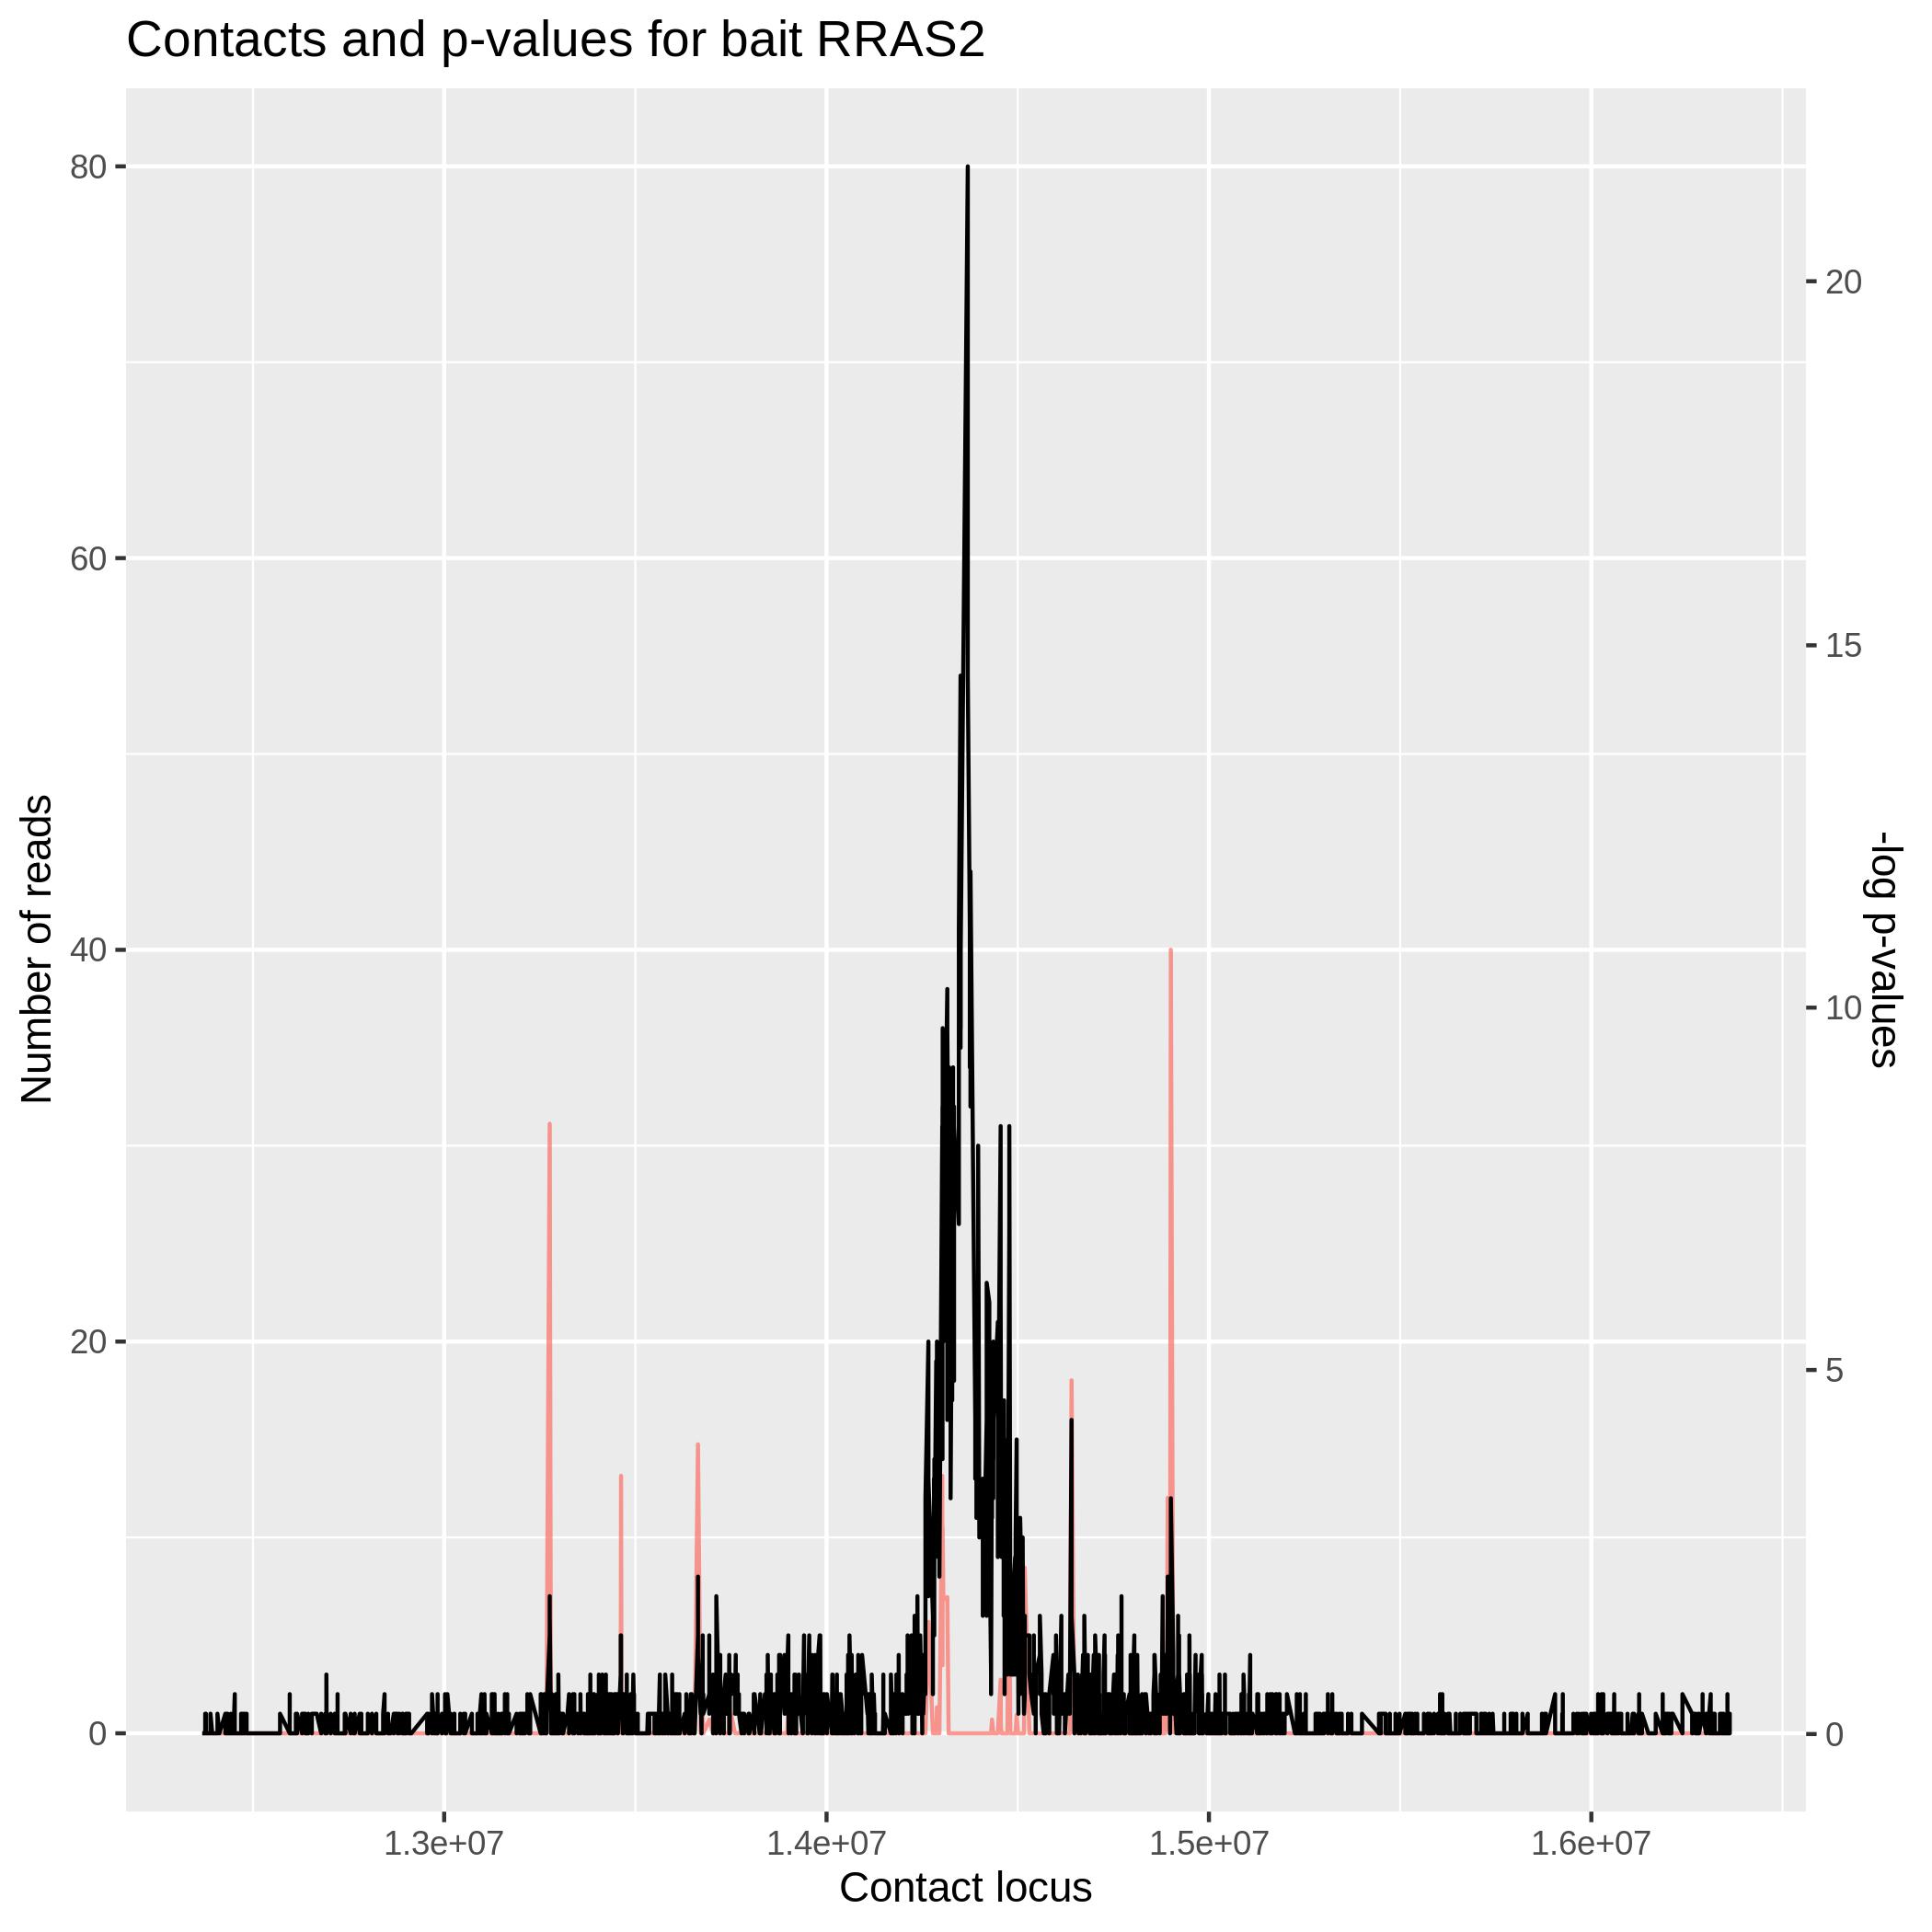 Contacts and p-values for bait RRAS2
80
60
40
20
0
Number of reads
20
15
10
5
0
-log p-values
1.3e+07 1.4e+07 1.5e+07 1.6e+07
Contact locus